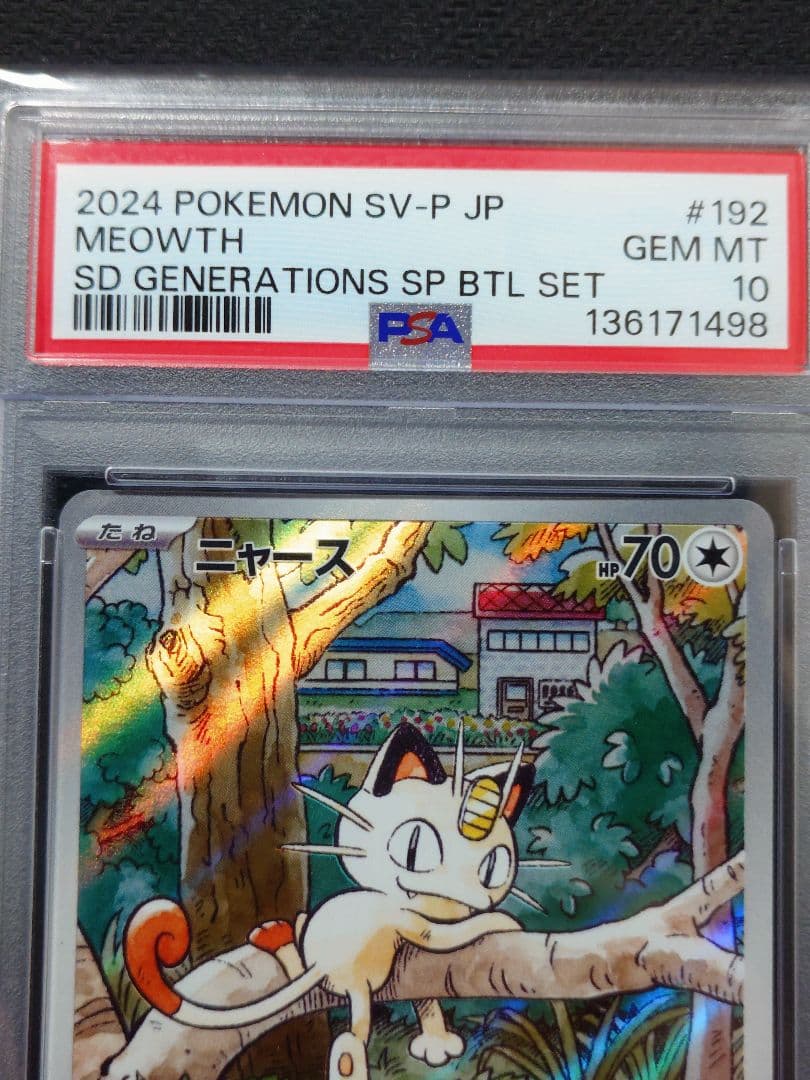 2024 POKEMON SV-P JP #192
MEOWTH GEM MT
SD GENERATIONS SP BTL SET 10
PSA 136171498
たね ニャース HP70